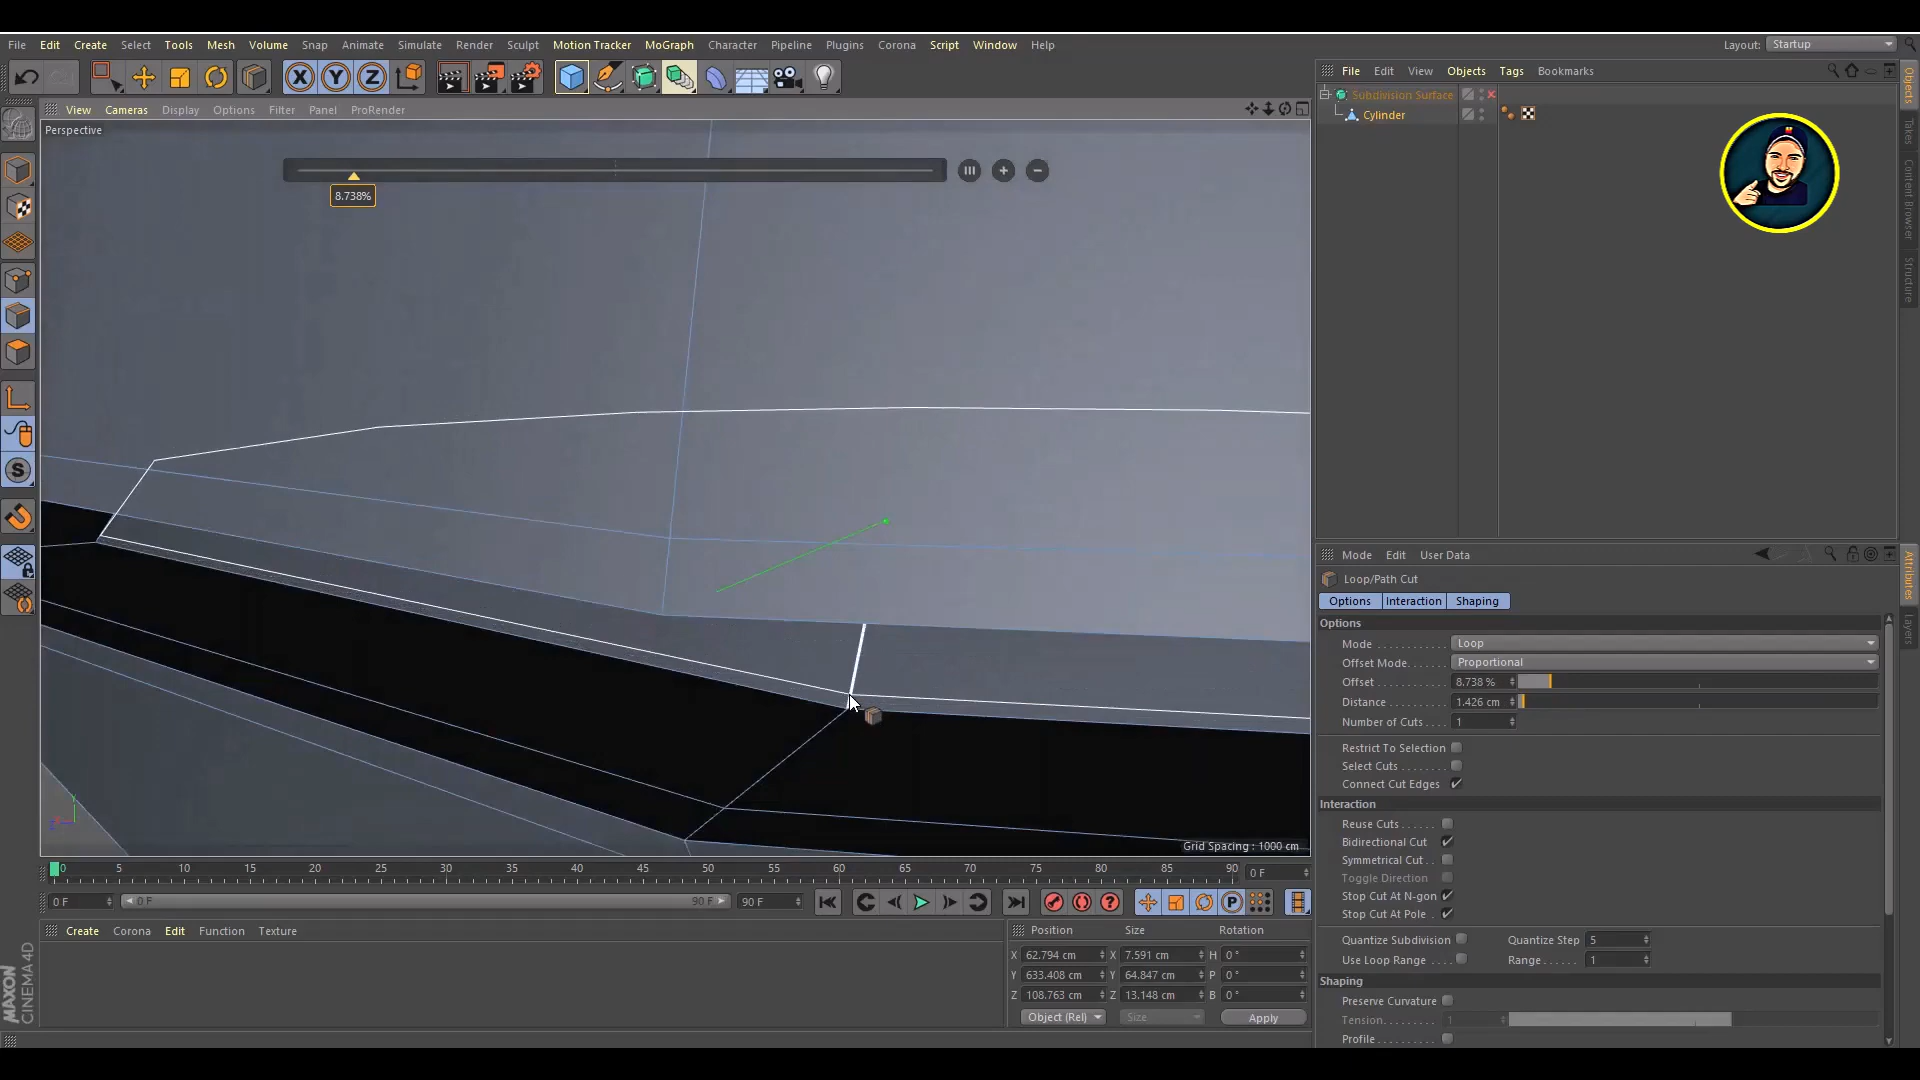 File Edit Create Select Tools Mesh Volume Snap Animate Simulate Render Sculpt Motion Tracker MoGraph Character Pipeline Plugins Corona Script Window Help Layout: Startup
X Y Z
File Edit View Objects Tags Bookmarks
View Cameras Display Options Filter Panel ProRender
Subdivision Surface
Cylinder
Perspective
8.738%
Objects
Takes
Content Browser
Structure
Mode Edit User Data
Loop/Path Cut
Options Interaction Shaping
Options
Mode Loop
Offset Mode Proportional
Offset 8.738 %
Distance 1.426 cm
Number of Cuts 1
Restrict To Selection
Select Cuts
Connect Cut Edges
Interaction
Reuse Cuts
Bidirectional Cut
Symmetrical Cut
Toggle Direction
Stop Cut At N-gon
Stop Cut At Pole
Quantize Subdivision Quantize Step 5
Use Loop Range Range 1
Shaping
Preserve Curvature
Tension 1
Profile
Attributes
Layers
S
Y
Z
Grid Spacing : 1000 cm
0 5 10 15 20 25 30 35 40 45 50 55 60 65 70 75 80 85 90 0 F
0 F 0 F 90 F 90 F
P
Create Corona Edit Function Texture
Position Size Rotation
X 62.794 cm X 7.591 cm H 0 °
Y 633.408 cm Y 64.847 cm P 0 °
Z 108.763 cm Z 13.148 cm B 0 °
Object (Rel) Size Apply
MAXON
CINEMA 4D